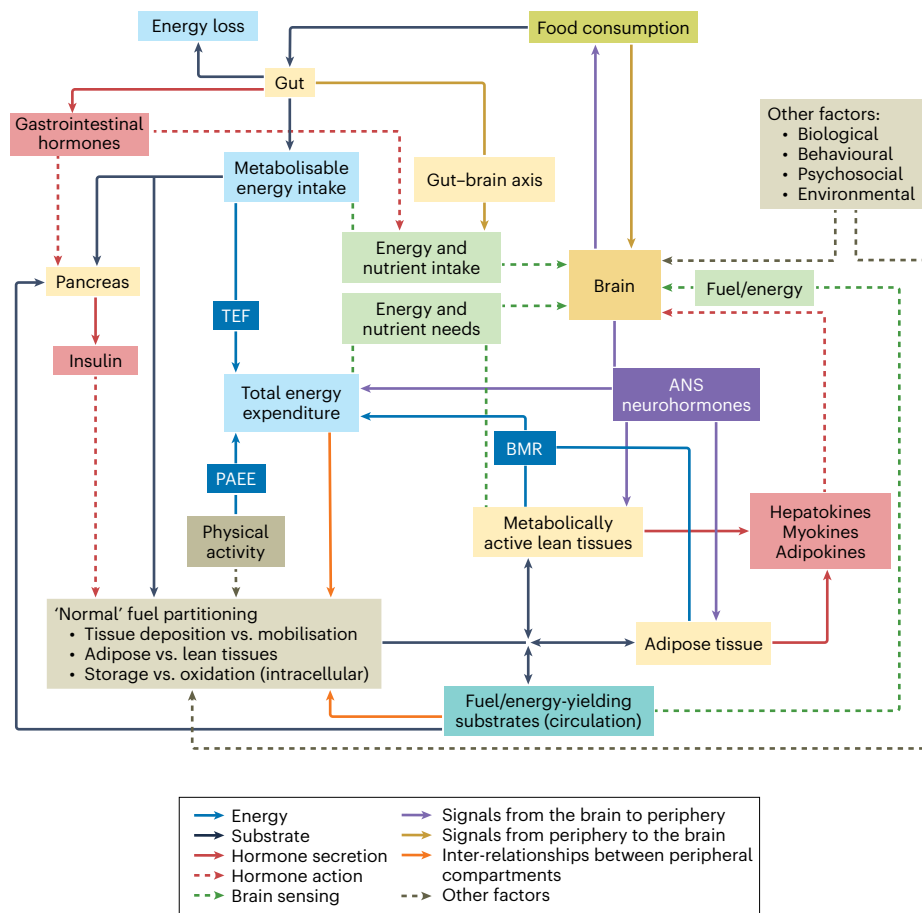 Energy loss
Food consumption
Gut
Gastrointestinal
hormones
Other factors:
• Biological
• Behavioural
• Psychosocial
• Environmental
Metabolisable
energy intake
Gut–brain axis
Energy and
nutrient intake
Pancreas
Brain
Fuel/energy
Energy and
nutrient needs
TEF
Insulin
Total energy
expenditure
ANS
neurohormones
BMR
PAEE
Physical
activity
Metabolically
active lean tissues
Hepatokines
Myokines
Adipokines
‘Normal’ fuel partitioning
• Tissue deposition vs. mobilisation
• Adipose vs. lean tissues
• Storage vs. oxidation (intracellular)
Adipose tissue
Fuel/energy-yielding
substrates (circulation)
Energy
Substrate
Hormone secretion
Hormone action
Brain sensing
Signals from the brain to periphery
Signals from periphery to the brain
Inter-relationships between peripheral
compartments
Other factors